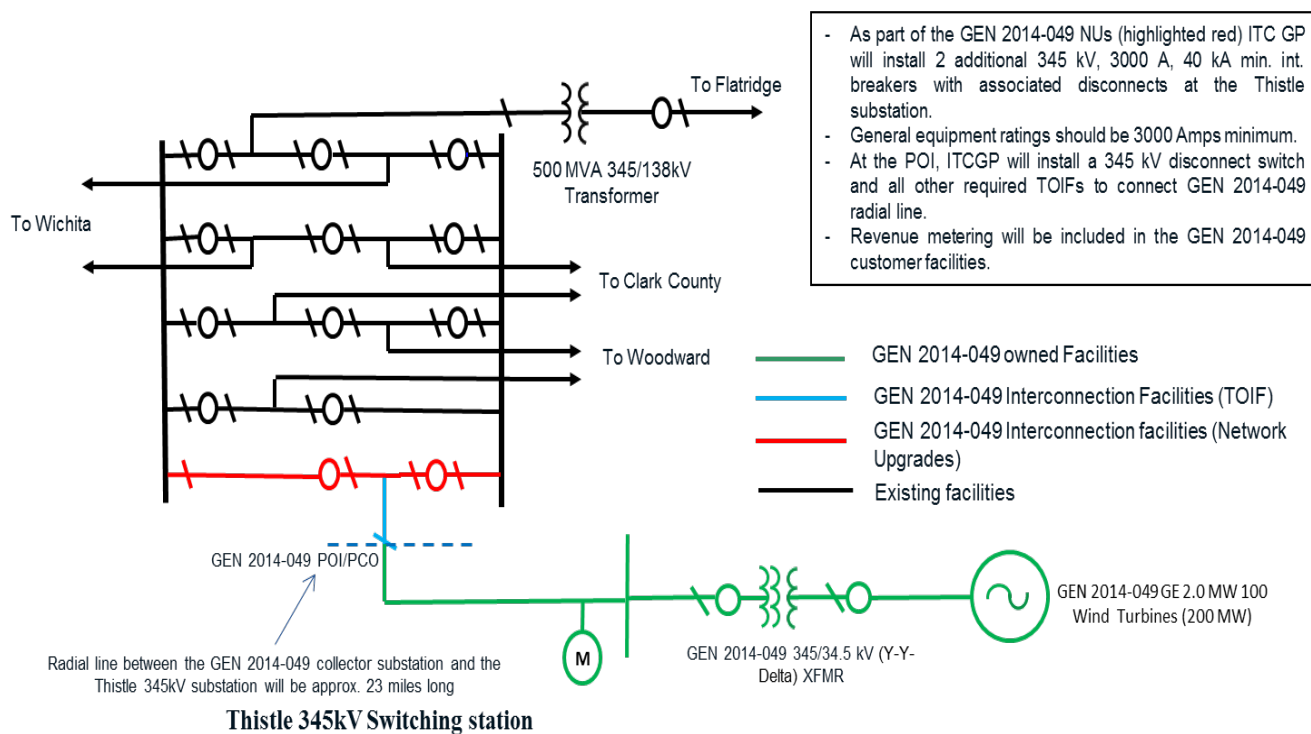 - As part of the GEN 2014-049 NUs (highlighted red) ITC GP
will install 2 additional 345 kV, 3000 A, 40 kA min. int.
breakers with associated disconnects at the Thistle
substation.
- General equipment ratings should be 3000 Amps minimum.
- At the POI, ITCGP will install a 345 kV disconnect switch
and all other required TOIFs to connect GEN 2014-049
radial line.
- Revenue metering will be included in the GEN 2014-049
customer facilities.
To Flatridge
500 MVA 345/138kV
Transformer
To Wichita
To Clark County
To Woodward
GEN 2014-049 owned Facilities
GEN 2014-049 Interconnection Facilities (TOIF)
GEN 2014-049 Interconnection facilities (Network
Upgrades)
Existing facilities
GEN 2014-049 POI/PCO
GEN 2014-049 GE 2.0 MW 100
Wind Turbines (200 MW)
M
GEN 2014-049 345/34.5 kV (Y-Y-
Delta) XFMR
Radial line between the GEN 2014-049 collector substation and the
Thistle 345kV substation will be approx. 23 miles long
Thistle 345kV Switching station